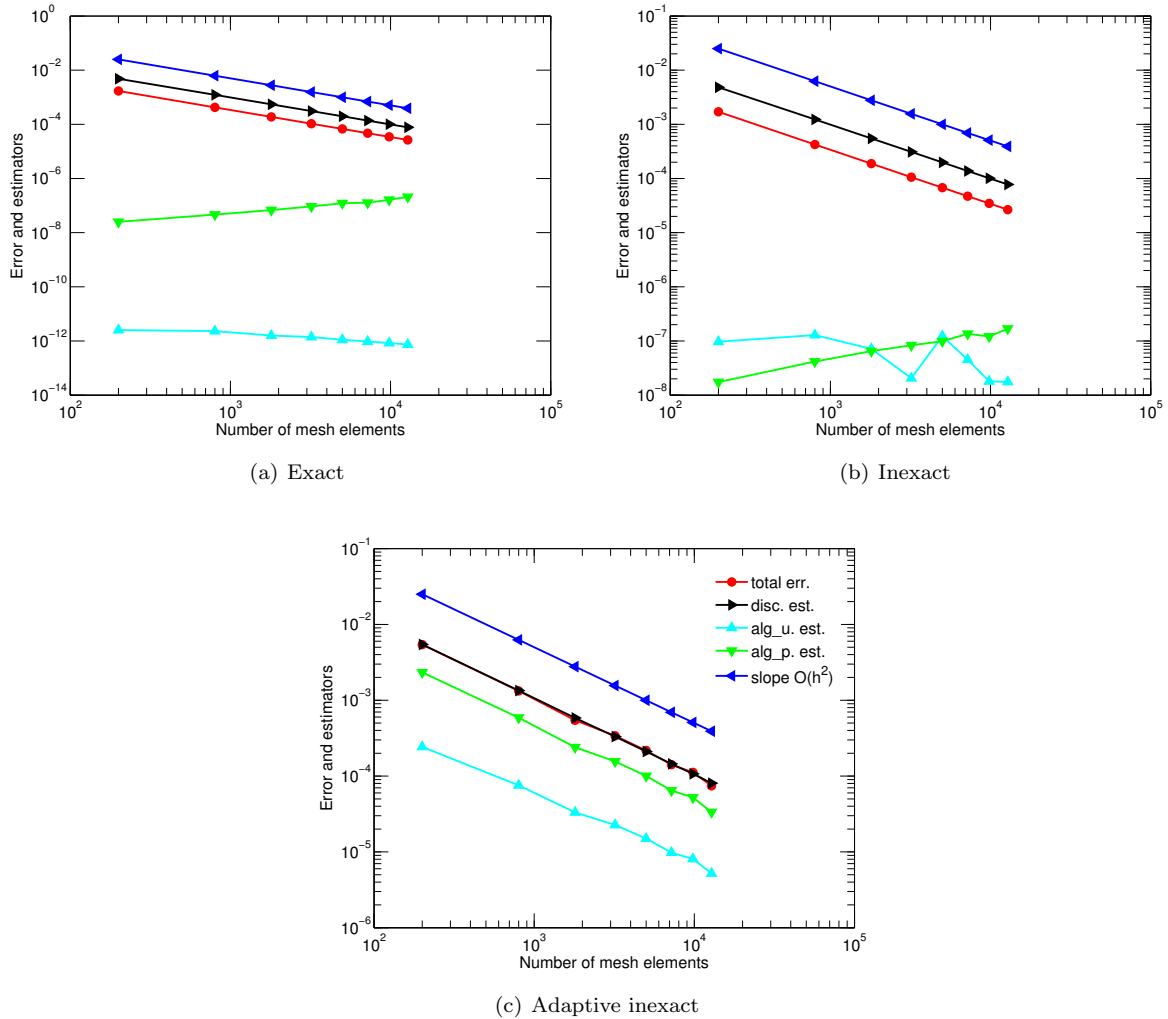 10^0
10^-2
10^-4
10^-6
10^-8
10^-10
10^-12
10^-14
Error and estimators
10^2 10^3 10^4 10^5
Number of mesh elements
(a) Exact
10^-1
10^-2
10^-3
10^-4
10^-5
10^-6
10^-7
10^-8
Error and estimators
10^2 10^3 10^4 10^5
Number of mesh elements
(b) Inexact
10^-1
10^-2
10^-3
10^-4
10^-5
10^-6
Error and estimators
total err.
disc. est.
alg_u. est.
alg_p. est.
slope O(h^2)
10^2 10^3 10^4 10^5
Number of mesh elements
(c) Adaptive inexact